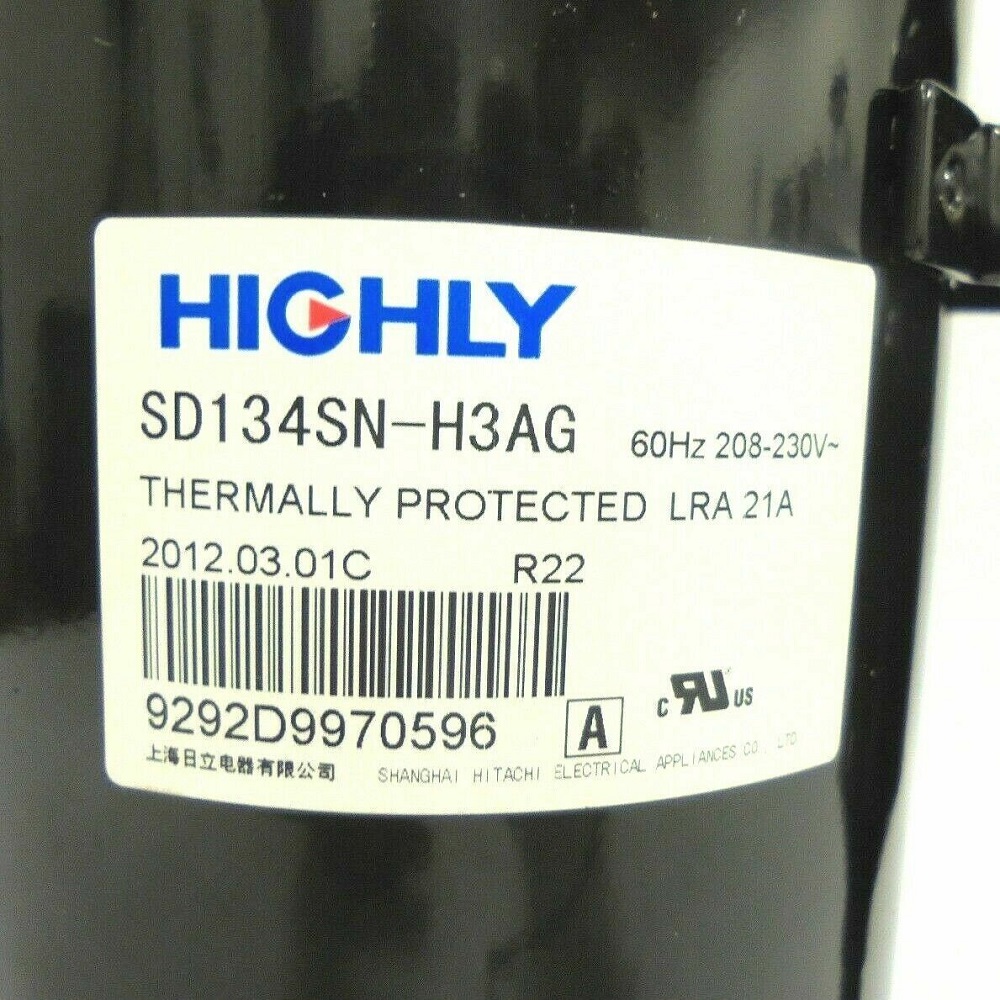 HIGHLY
SD134SN-H3AG 60Hz 208-230V~
THERMALLY PROTECTED LRA 21A
2012.03.01C R22
9292D9970596 A c RU US
上海日立电器有限公司 SHANGHAI HITACHI ELECTRICAL APPLIANCES CO., LTD